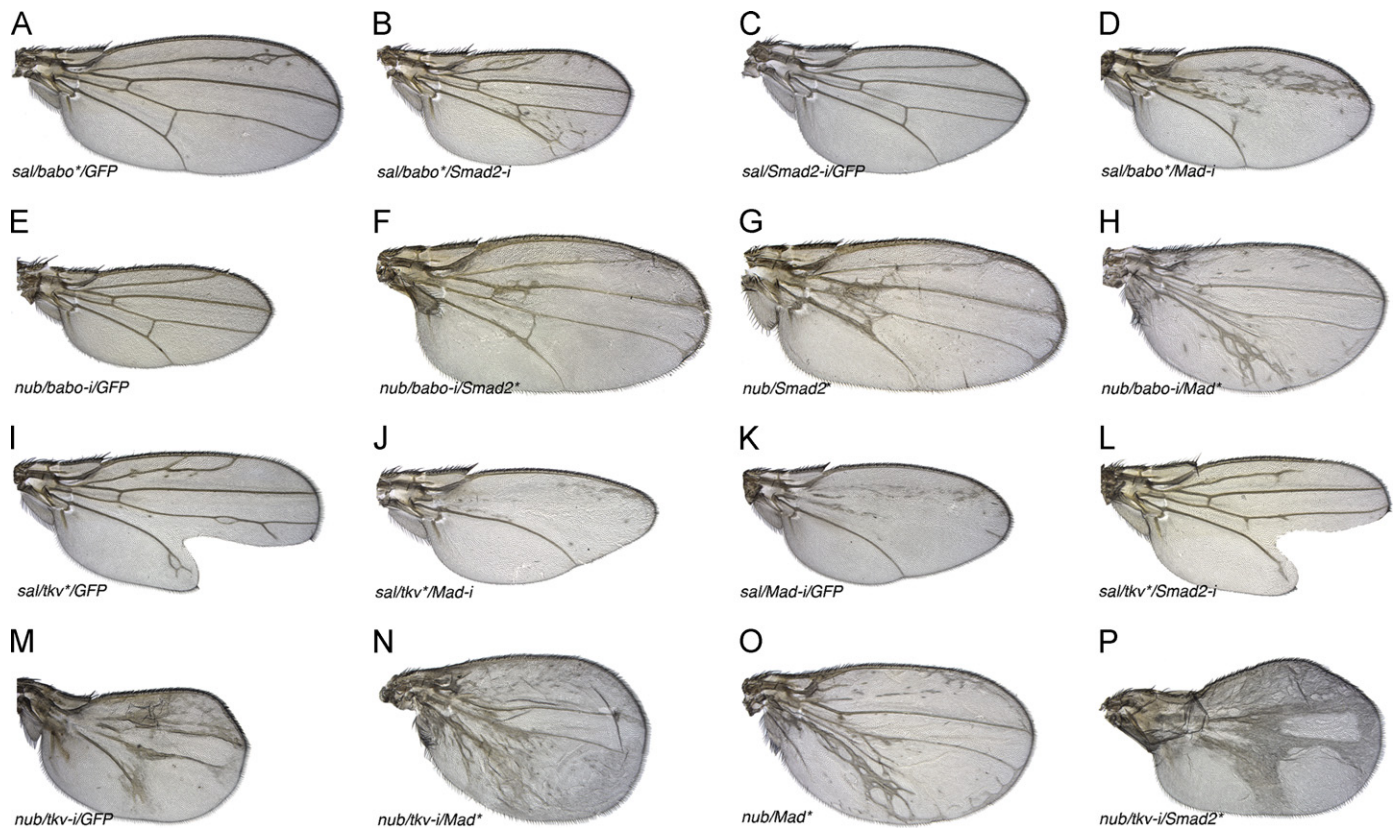 A B C D
sal/babo*/GFP sal/babo*/Smad2-i sal/Smad2-i/GFP sal/babo*/Mad-i
E F G H
nub/babo-i/GFP nub/babo-i/Smad2* nub/Smad2* nub/babo-i/Mad*
I J K L
sal/tkv*/GFP sal/tkv*/Mad-i sal/Mad-i/GFP sal/tkv*/Smad2-i
M N O P
nub/tkv-i/GFP nub/tkv-i/Mad* nub/Mad* nub/tkv-i/Smad2*